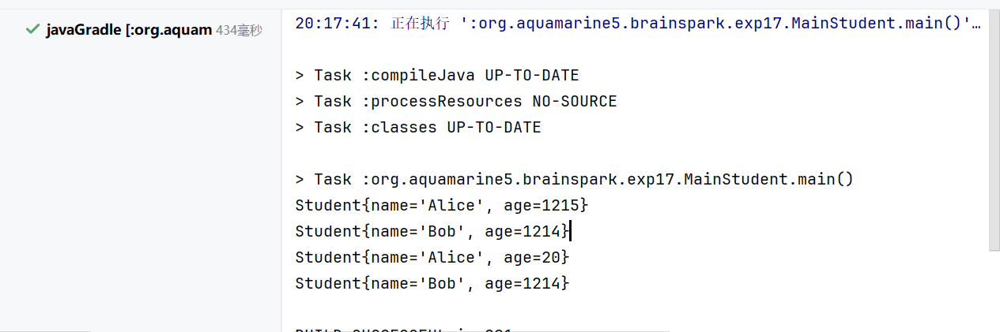 javaGradle [:org.aquam 434毫秒
20:17:41: 正在执行 ':org.aquamarine5.brainspark.exp17.MainStudent.main()'…
> Task :compileJava UP-TO-DATE
> Task :processResources NO-SOURCE
> Task :classes UP-TO-DATE
> Task :org.aquamarine5.brainspark.exp17.MainStudent.main()
Student{name='Alice', age=1215}
Student{name='Bob', age=1214}
Student{name='Alice', age=20}
Student{name='Bob', age=1214}